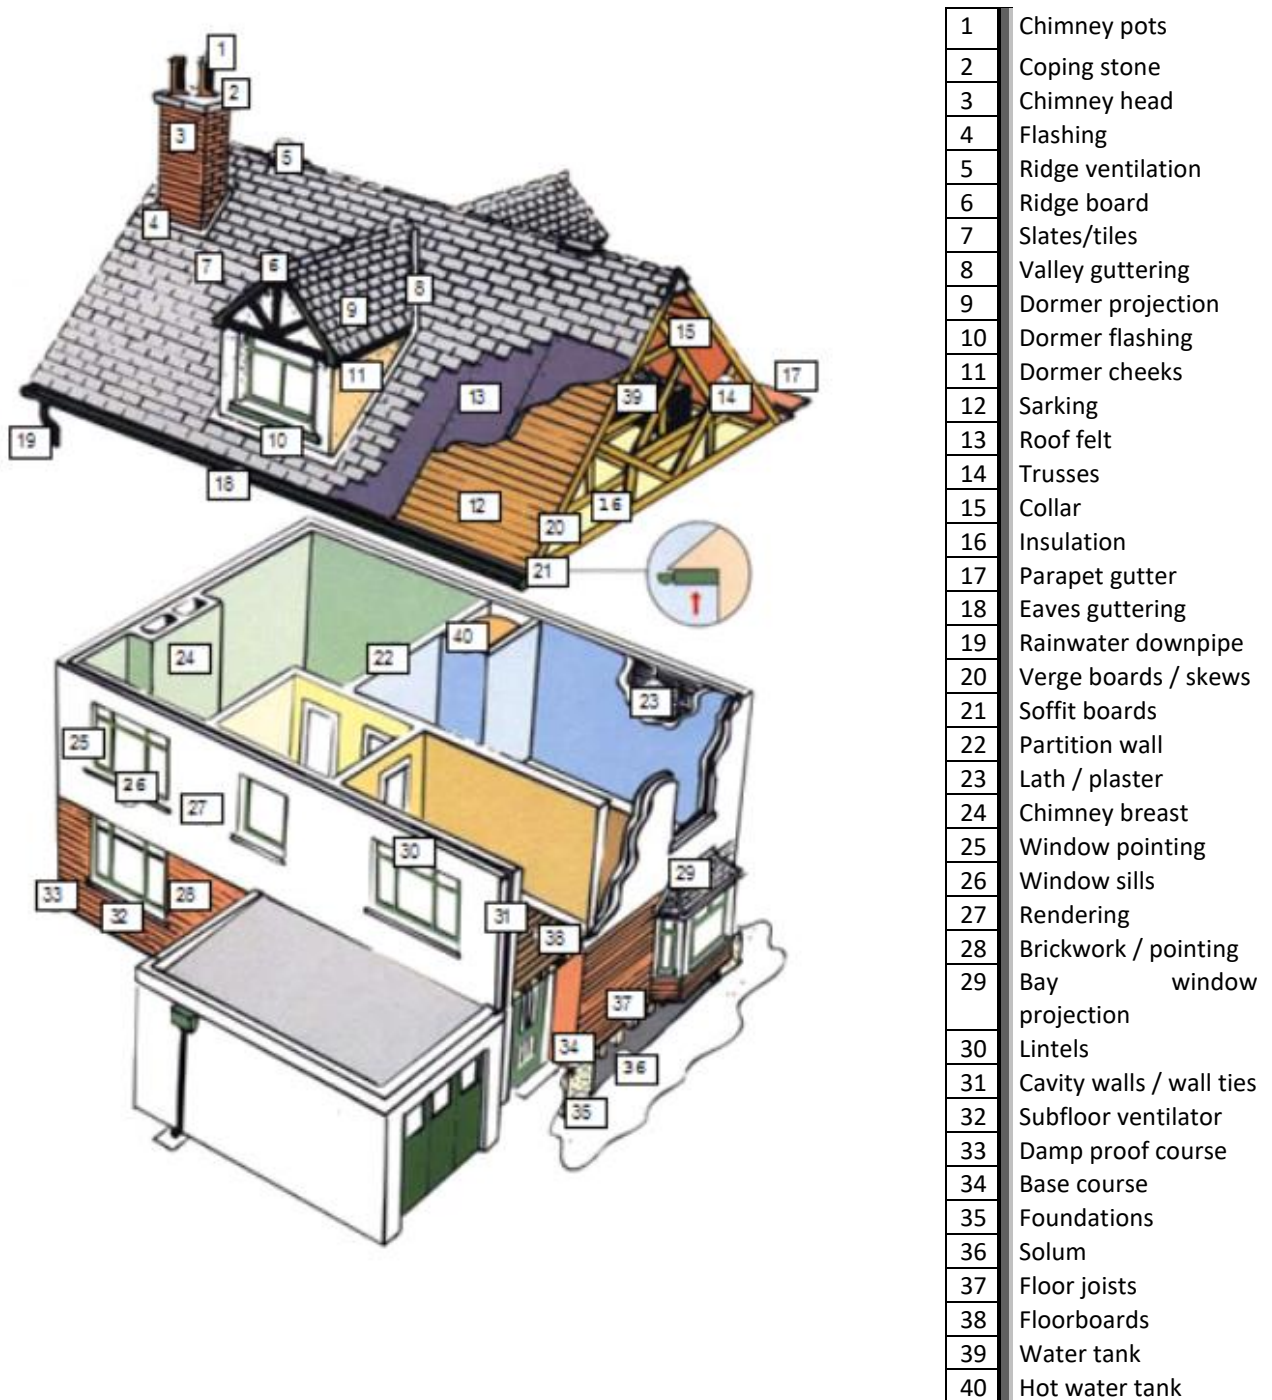 1
2
3
5
4
7
6
8
9
15
11
17
13
39
14
10
19
18
12
16
20
21
40
22
24
23
25
26
27
30
29
33
28
32
31
38
37
34
36
35
1 Chimney pots
2 Coping stone
3 Chimney head
4 Flashing
5 Ridge ventilation
6 Ridge board
7 Slates/tiles
8 Valley guttering
9 Dormer projection
10 Dormer flashing
11 Dormer cheeks
12 Sarking
13 Roof felt
14 Trusses
15 Collar
16 Insulation
17 Parapet gutter
18 Eaves guttering
19 Rainwater downpipe
20 Verge boards / skews
21 Soffit boards
22 Partition wall
23 Lath / plaster
24 Chimney breast
25 Window pointing
26 Window sills
27 Rendering
28 Brickwork / pointing
29 Bay window
projection
30 Lintels
31 Cavity walls / wall ties
32 Subfloor ventilator
33 Damp proof course
34 Base course
35 Foundations
36 Solum
37 Floor joists
38 Floorboards
39 Water tank
40 Hot water tank